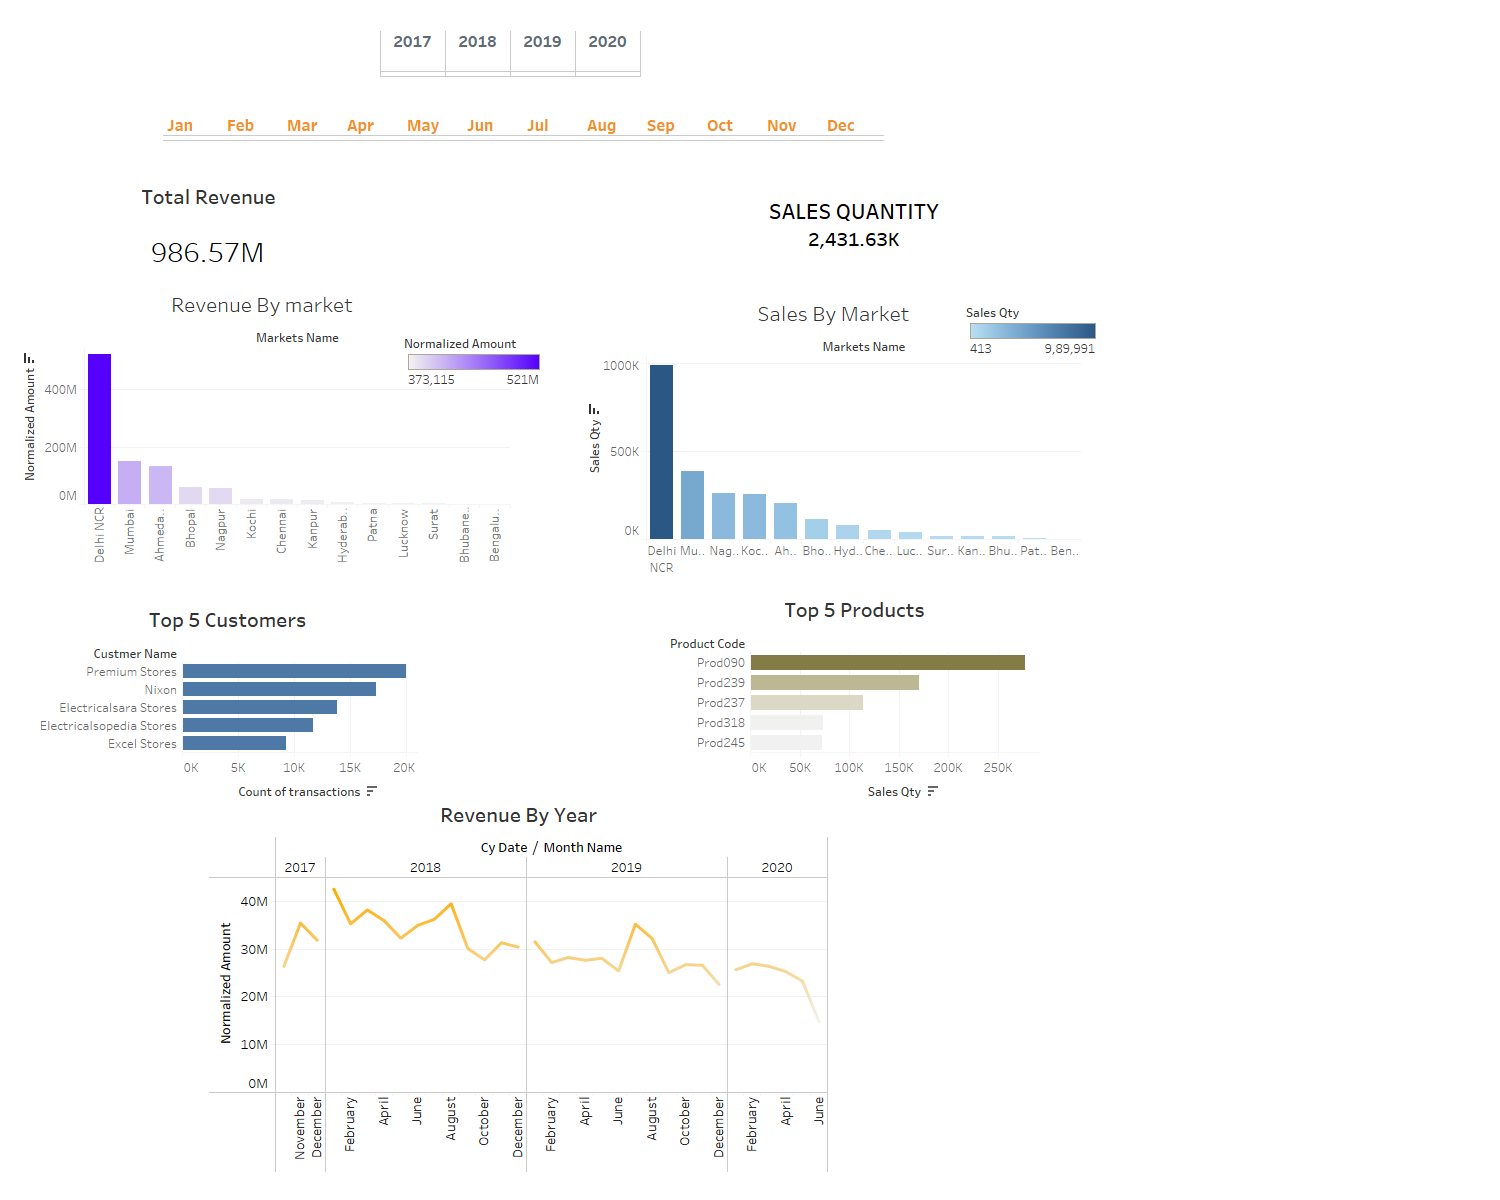 2017 2018 2019 2020
Jan Feb Mar Apr May Jun Jul Aug Sep Oct Nov Dec
Total Revenue
986.57M
SALES QUANTITY
2,431.63K
Revenue By market
Markets Name
Normalized Amount
373,115 521M
Normalized Amount
400M
200M
0M
Delhi NCR
Mumbai
Ahmeda..
Bhopal
Nagpur
Kochi
Chennai
Kanpur
Hyderab..
Patna
Lucknow
Surat
Bhubane..
Bengalu..
Sales By Market
Markets Name
Sales Qty
413 9,89,991
Sales Qty
1000K
500K
0K
Delhi NCR
Mu..
Nag..
Koc..
Ah..
Bho..
Hyd..
Che..
Luc..
Sur..
Kan..
Bhu..
Pat..
Ben..
Top 5 Customers
Custmer Name
Premium Stores
Nixon
Electricalsara Stores
Electricalsopedia Stores
Excel Stores
0K 5K 10K 15K 20K
Count of transactions
Top 5 Products
Product Code
Prod090
Prod239
Prod237
Prod318
Prod245
0K 50K 100K 150K 200K 250K
Sales Qty
Revenue By Year
Cy Date / Month Name
2017 2018 2019 2020
Normalized Amount
40M
30M
20M
10M
0M
November
December
February
April
June
August
October
December
February
April
June
August
October
December
February
April
June